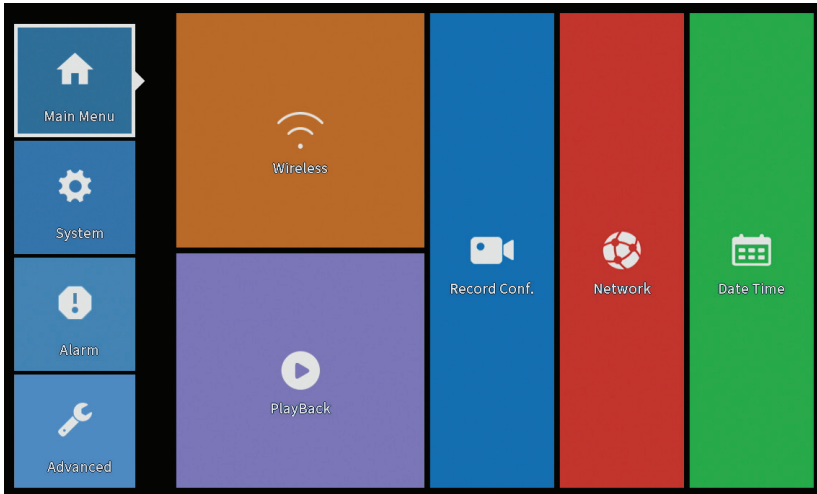 Main Menu
System
Alarm
Advanced
Wireless
PlayBack
Record Conf.
Network
Date Time